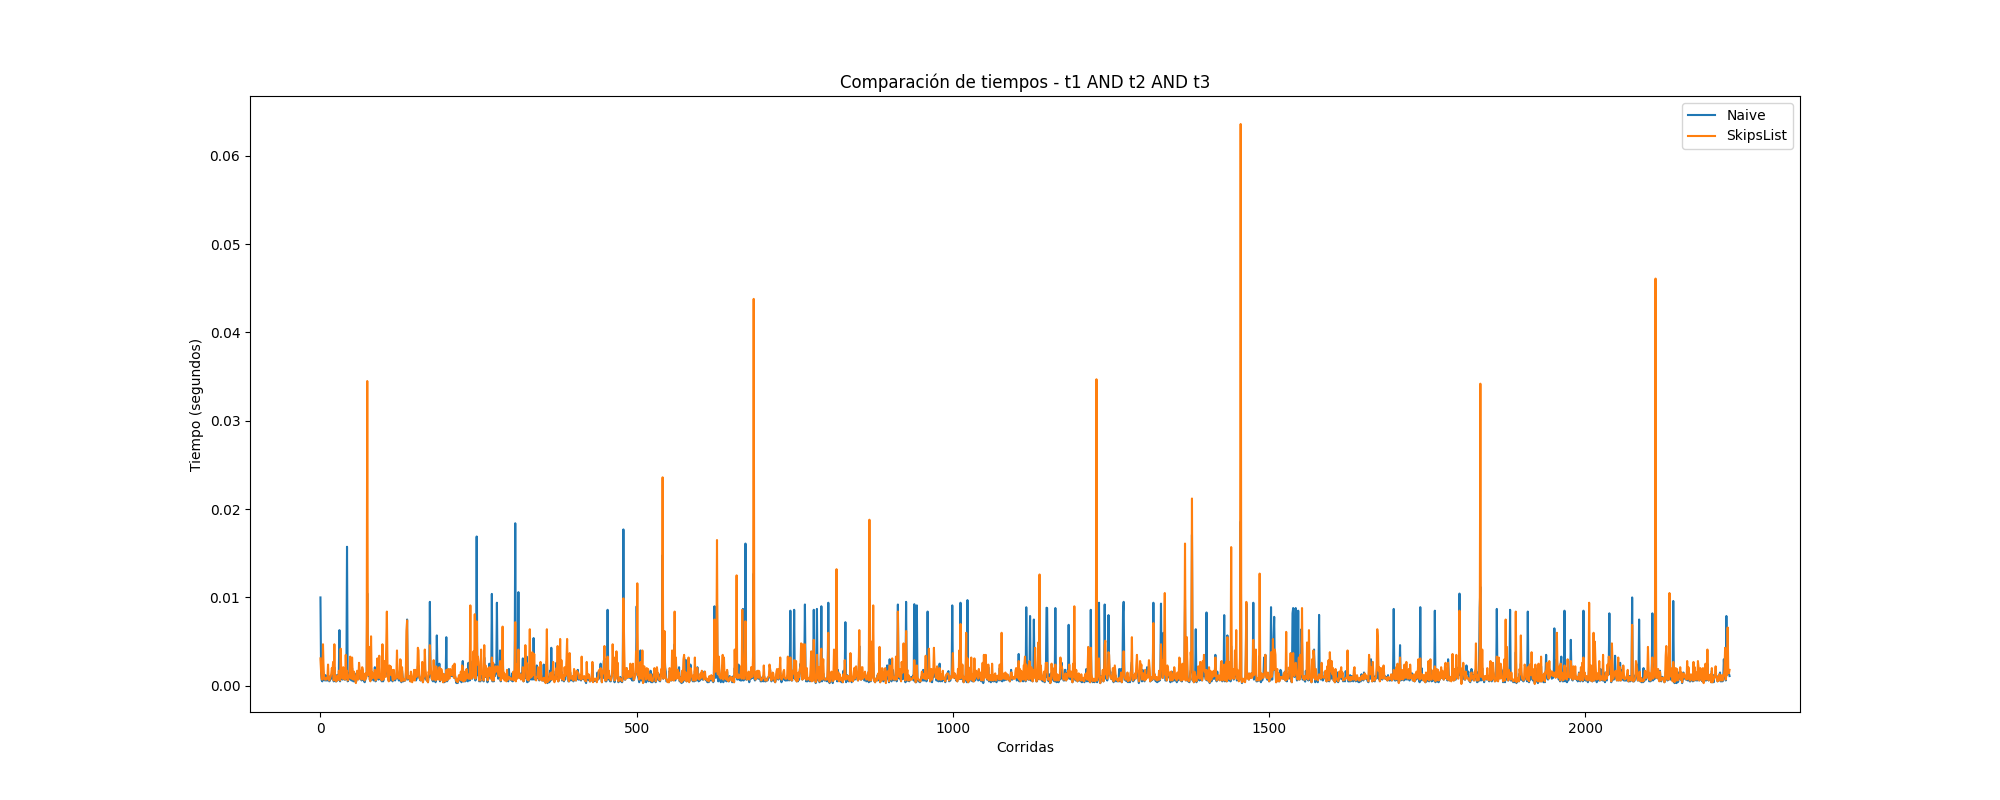 Comparación de tiempos - t1 AND t2 AND t3
Naive
SkipsList
0.06
0.05
0.04
0.03
0.02
0.01
0.00
Tiempo (segundos)
0 500 1000 1500 2000
Corridas